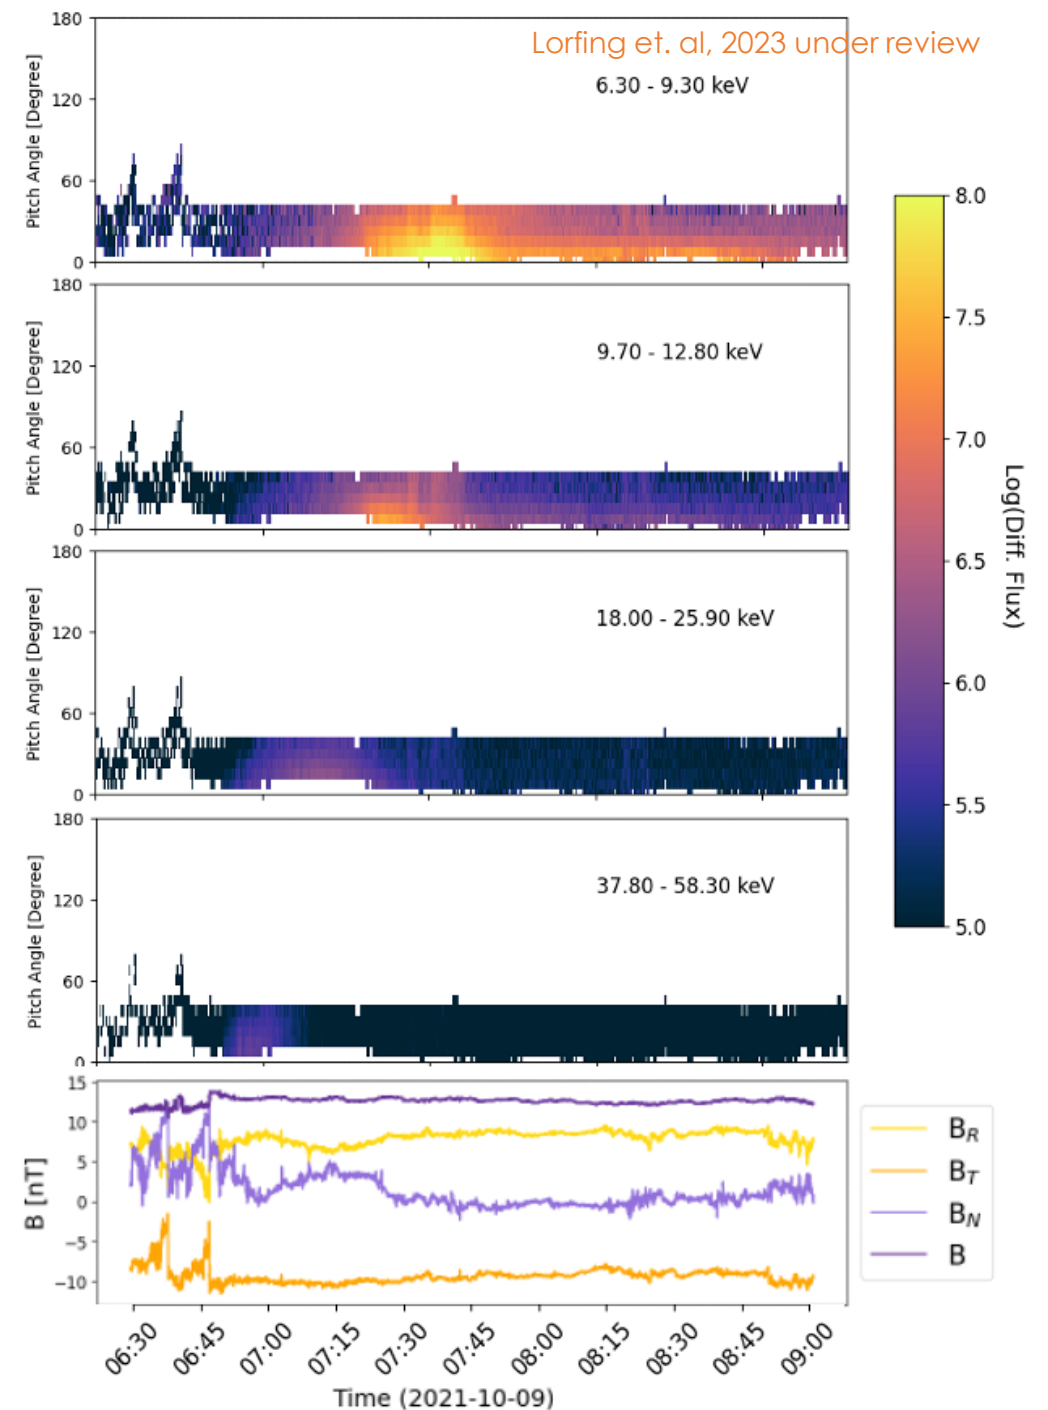 180
Lorfing et. al, 2023 under review
6.30 - 9.30 keV
120
60
0
Pitch Angle [Degree]
180
9.70 - 12.80 keV
120
60
0
Pitch Angle [Degree]
180
18.00 - 25.90 keV
120
60
0
Pitch Angle [Degree]
180
37.80 - 58.30 keV
120
60
0
Pitch Angle [Degree]
8.0
7.5
7.0
6.5
6.0
5.5
5.0
Log(Diff. Flux)
15
10
5
0
−5
−10
B [nT]
B_R
B_T
B_N
B
06:30 06:45 07:00 07:15 07:30 07:45 08:00 08:15 08:30 08:45 09:00
Time (2021-10-09)